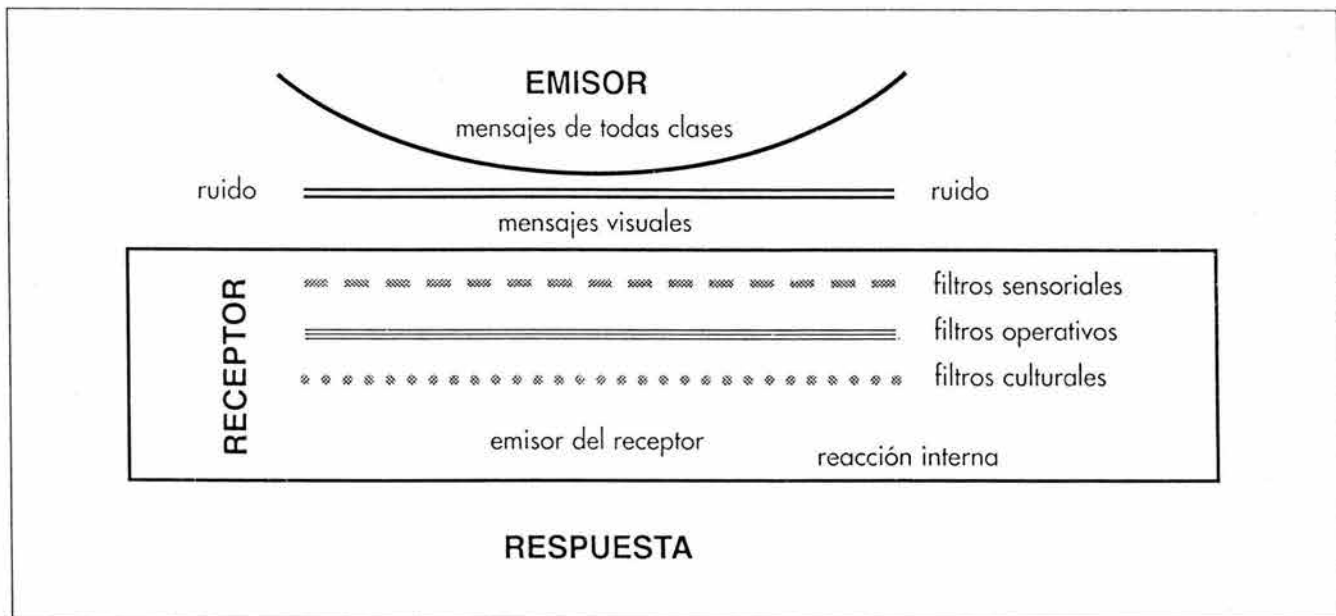 EMISOR
mensajes de todas clases
ruido
ruido
mensajes visuales
RECEPTOR
filtros sensoriales
filtros operativos
filtros culturales
emisor del receptor
reacción interna
RESPUESTA